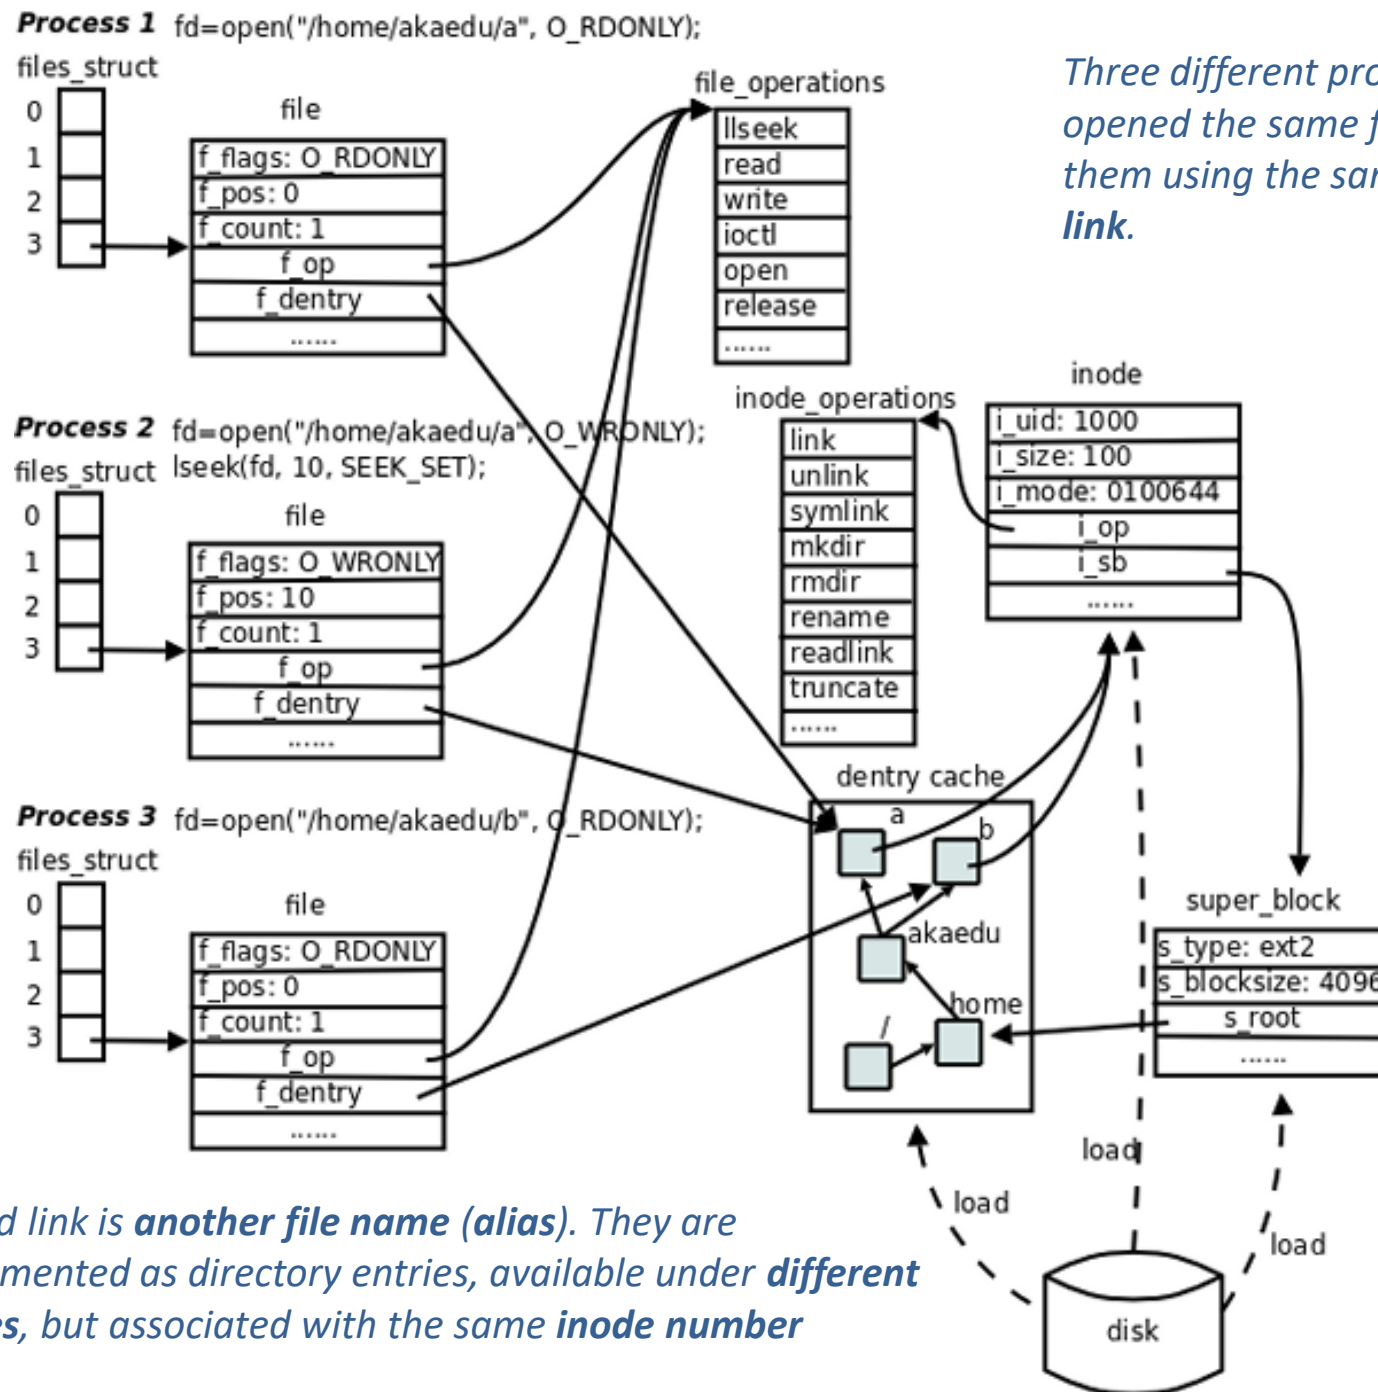 Process 1 fd=open("/home/akaedu/a", O_RDONLY);
files_struct
0
1
2
3
file
f_flags: O_RDONLY
f_pos: 0
f_count: 1
f_op
f_dentry
......
file_operations
llseek
read
write
ioctl
open
release
......
Three different
opened the same
them using the
link.
Process 2 fd=open("/home/akaedu/a", O_WRONLY);
files_struct lseek(fd, 10, SEEK_SET);
0
1
2
3
file
f_flags: O_WRONLY
f_pos: 10
f_count: 1
f_op
f_dentry
......
inode_operations
link
unlink
symlink
mkdir
rmdir
rename
readlink
truncate
......
inode
i_uid: 1000
i_size: 100
i_mode: 0100644
i_op
i_sb
......
Process 3 fd=open("/home/akaedu/b", O_RDONLY);
files_struct
0
1
2
3
file
f_flags: O_RDONLY
f_pos: 0
f_count: 1
f_op
f_dentry
......
dentry cache
a
b
akaedu
home
/
super_block
s_type: ext2
s_blocksize: 4096
s_root
......
load
load
load
disk
link is another file name (alias). They are
directory entries, available under different
, but associated with the same inode number